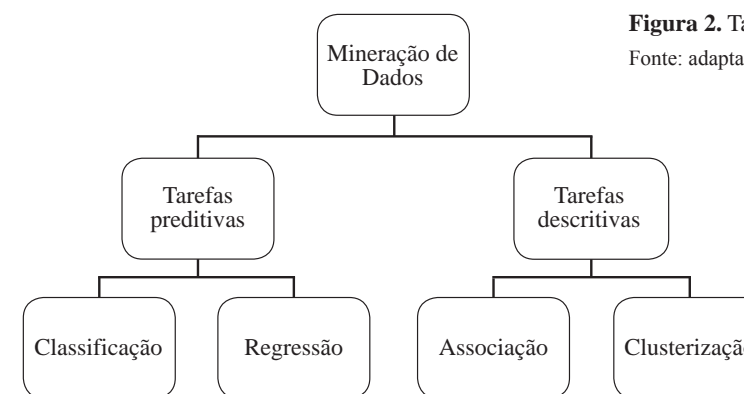 Figura 2.
Fonte:
Mineração de
Dados
Tarefas
preditivas
Tarefas
descritivas
Classificação
Regressão
Associação